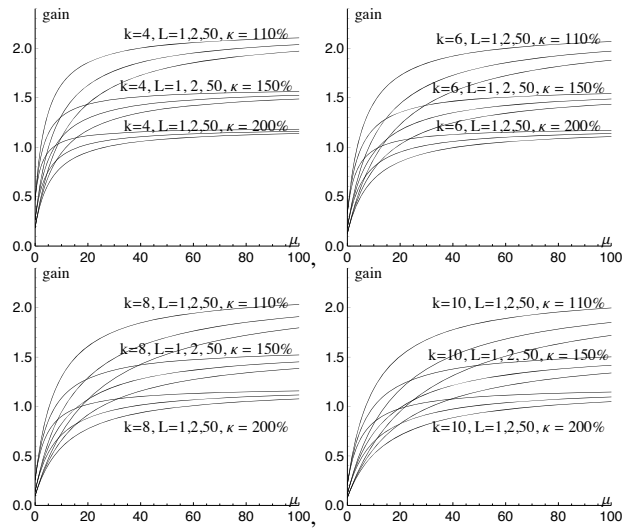 gain
k=4, L=1,2,50, κ = 110%
2.0
k=4, L=1, 2, 50, κ = 150%
1.5
k=4, L=1,2,50, κ = 200%
1.0
0.5
0.0
μ
0 20 40 60 80 100 ,
gain
k=6, L=1,2,50, κ = 110%
2.0
k=6, L=1, 2, 50, κ = 150%
1.5
k=6, L=1,2,50, κ = 200%
1.0
0.5
0.0
μ
0 20 40 60 80 100
gain
k=8, L=1,2,50, κ = 110%
2.0
k=8, L=1, 2, 50, κ = 150%
1.5
1.0
k=8, L=1,2,50, κ = 200%
0.5
0.0
μ
0 20 40 60 80 100 ,
gain
k=10, L=1,2,50, κ = 110%
2.0
k=10, L=1, 2, 50, κ = 150%
1.5
1.0
k=10, L=1,2,50, κ = 200%
0.5
0.0
μ
0 20 40 60 80 100